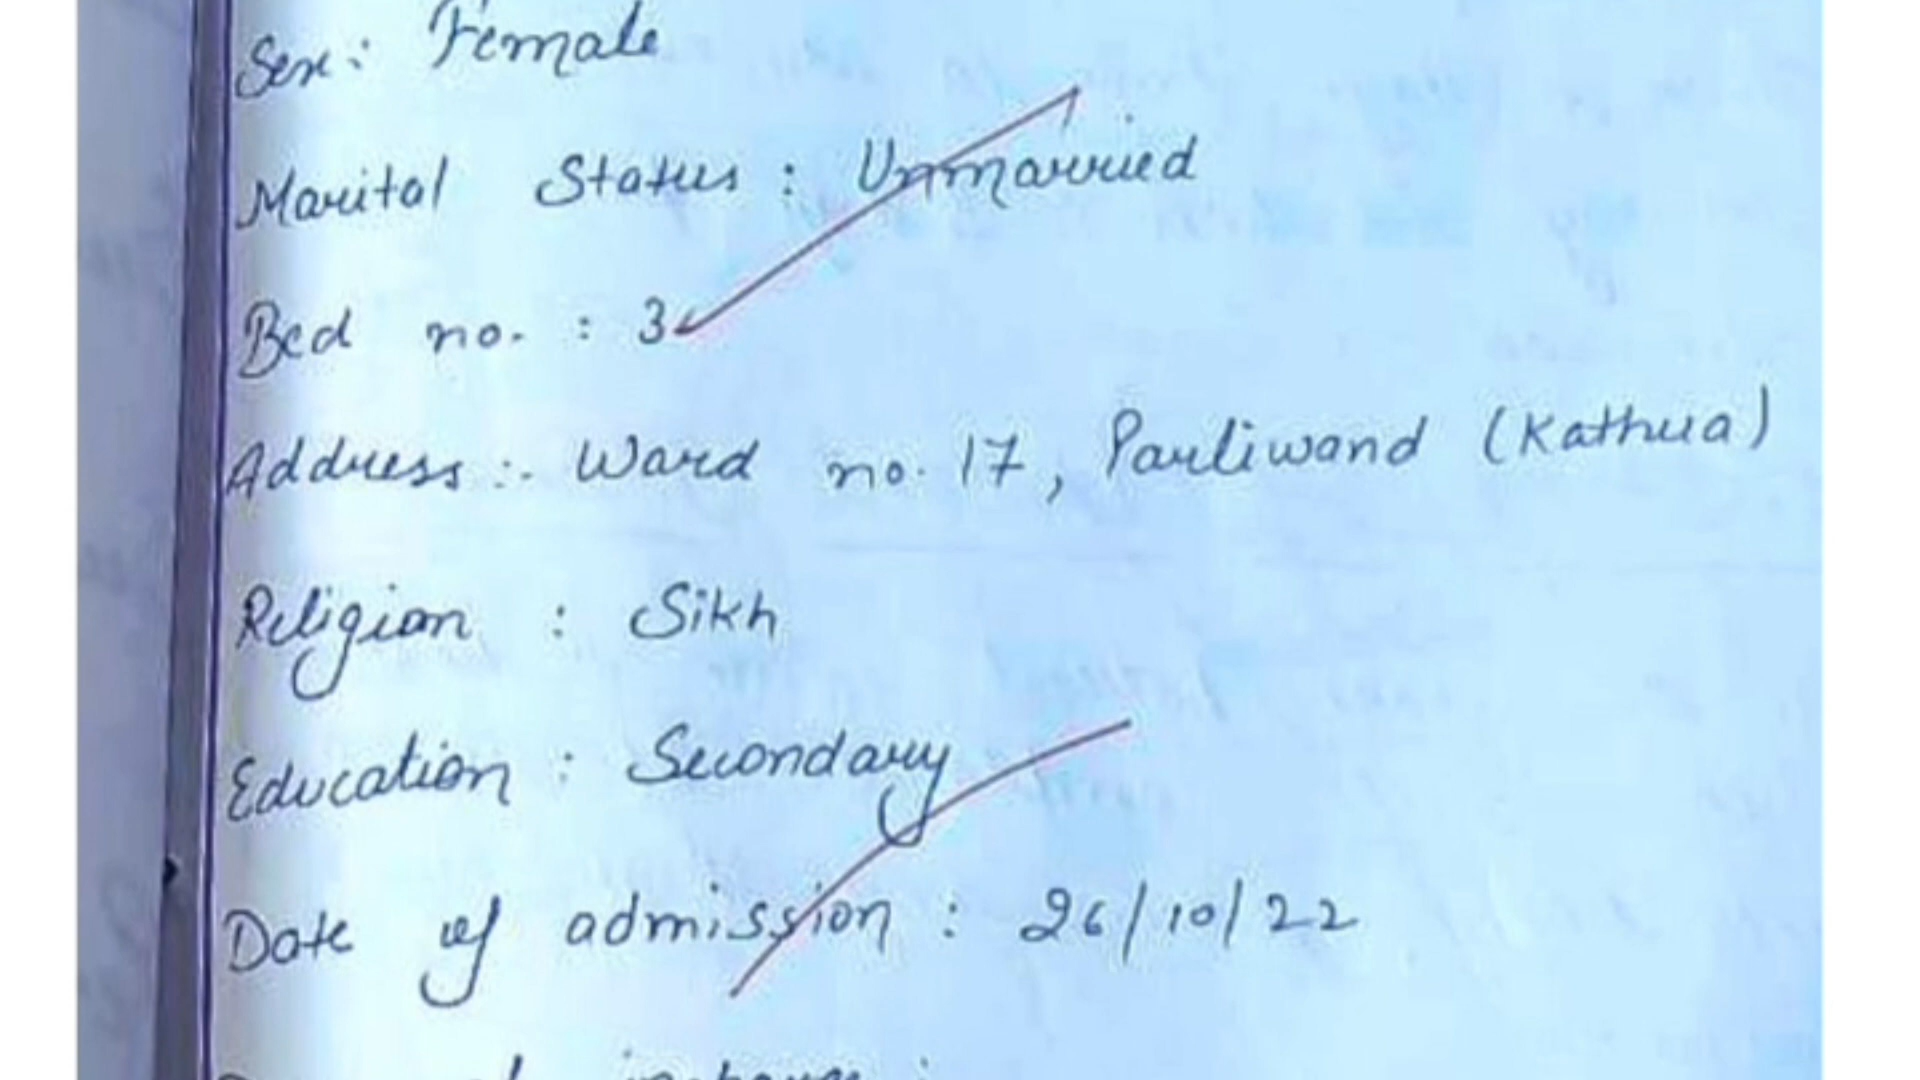 Sex: Female
Marital Status : Unmarried
Bed no. : 3
Address :- Ward no. 17, Parliwand (Kathua)
Religion : Sikh
Education : Secondary
Date of admission : 26/10/22